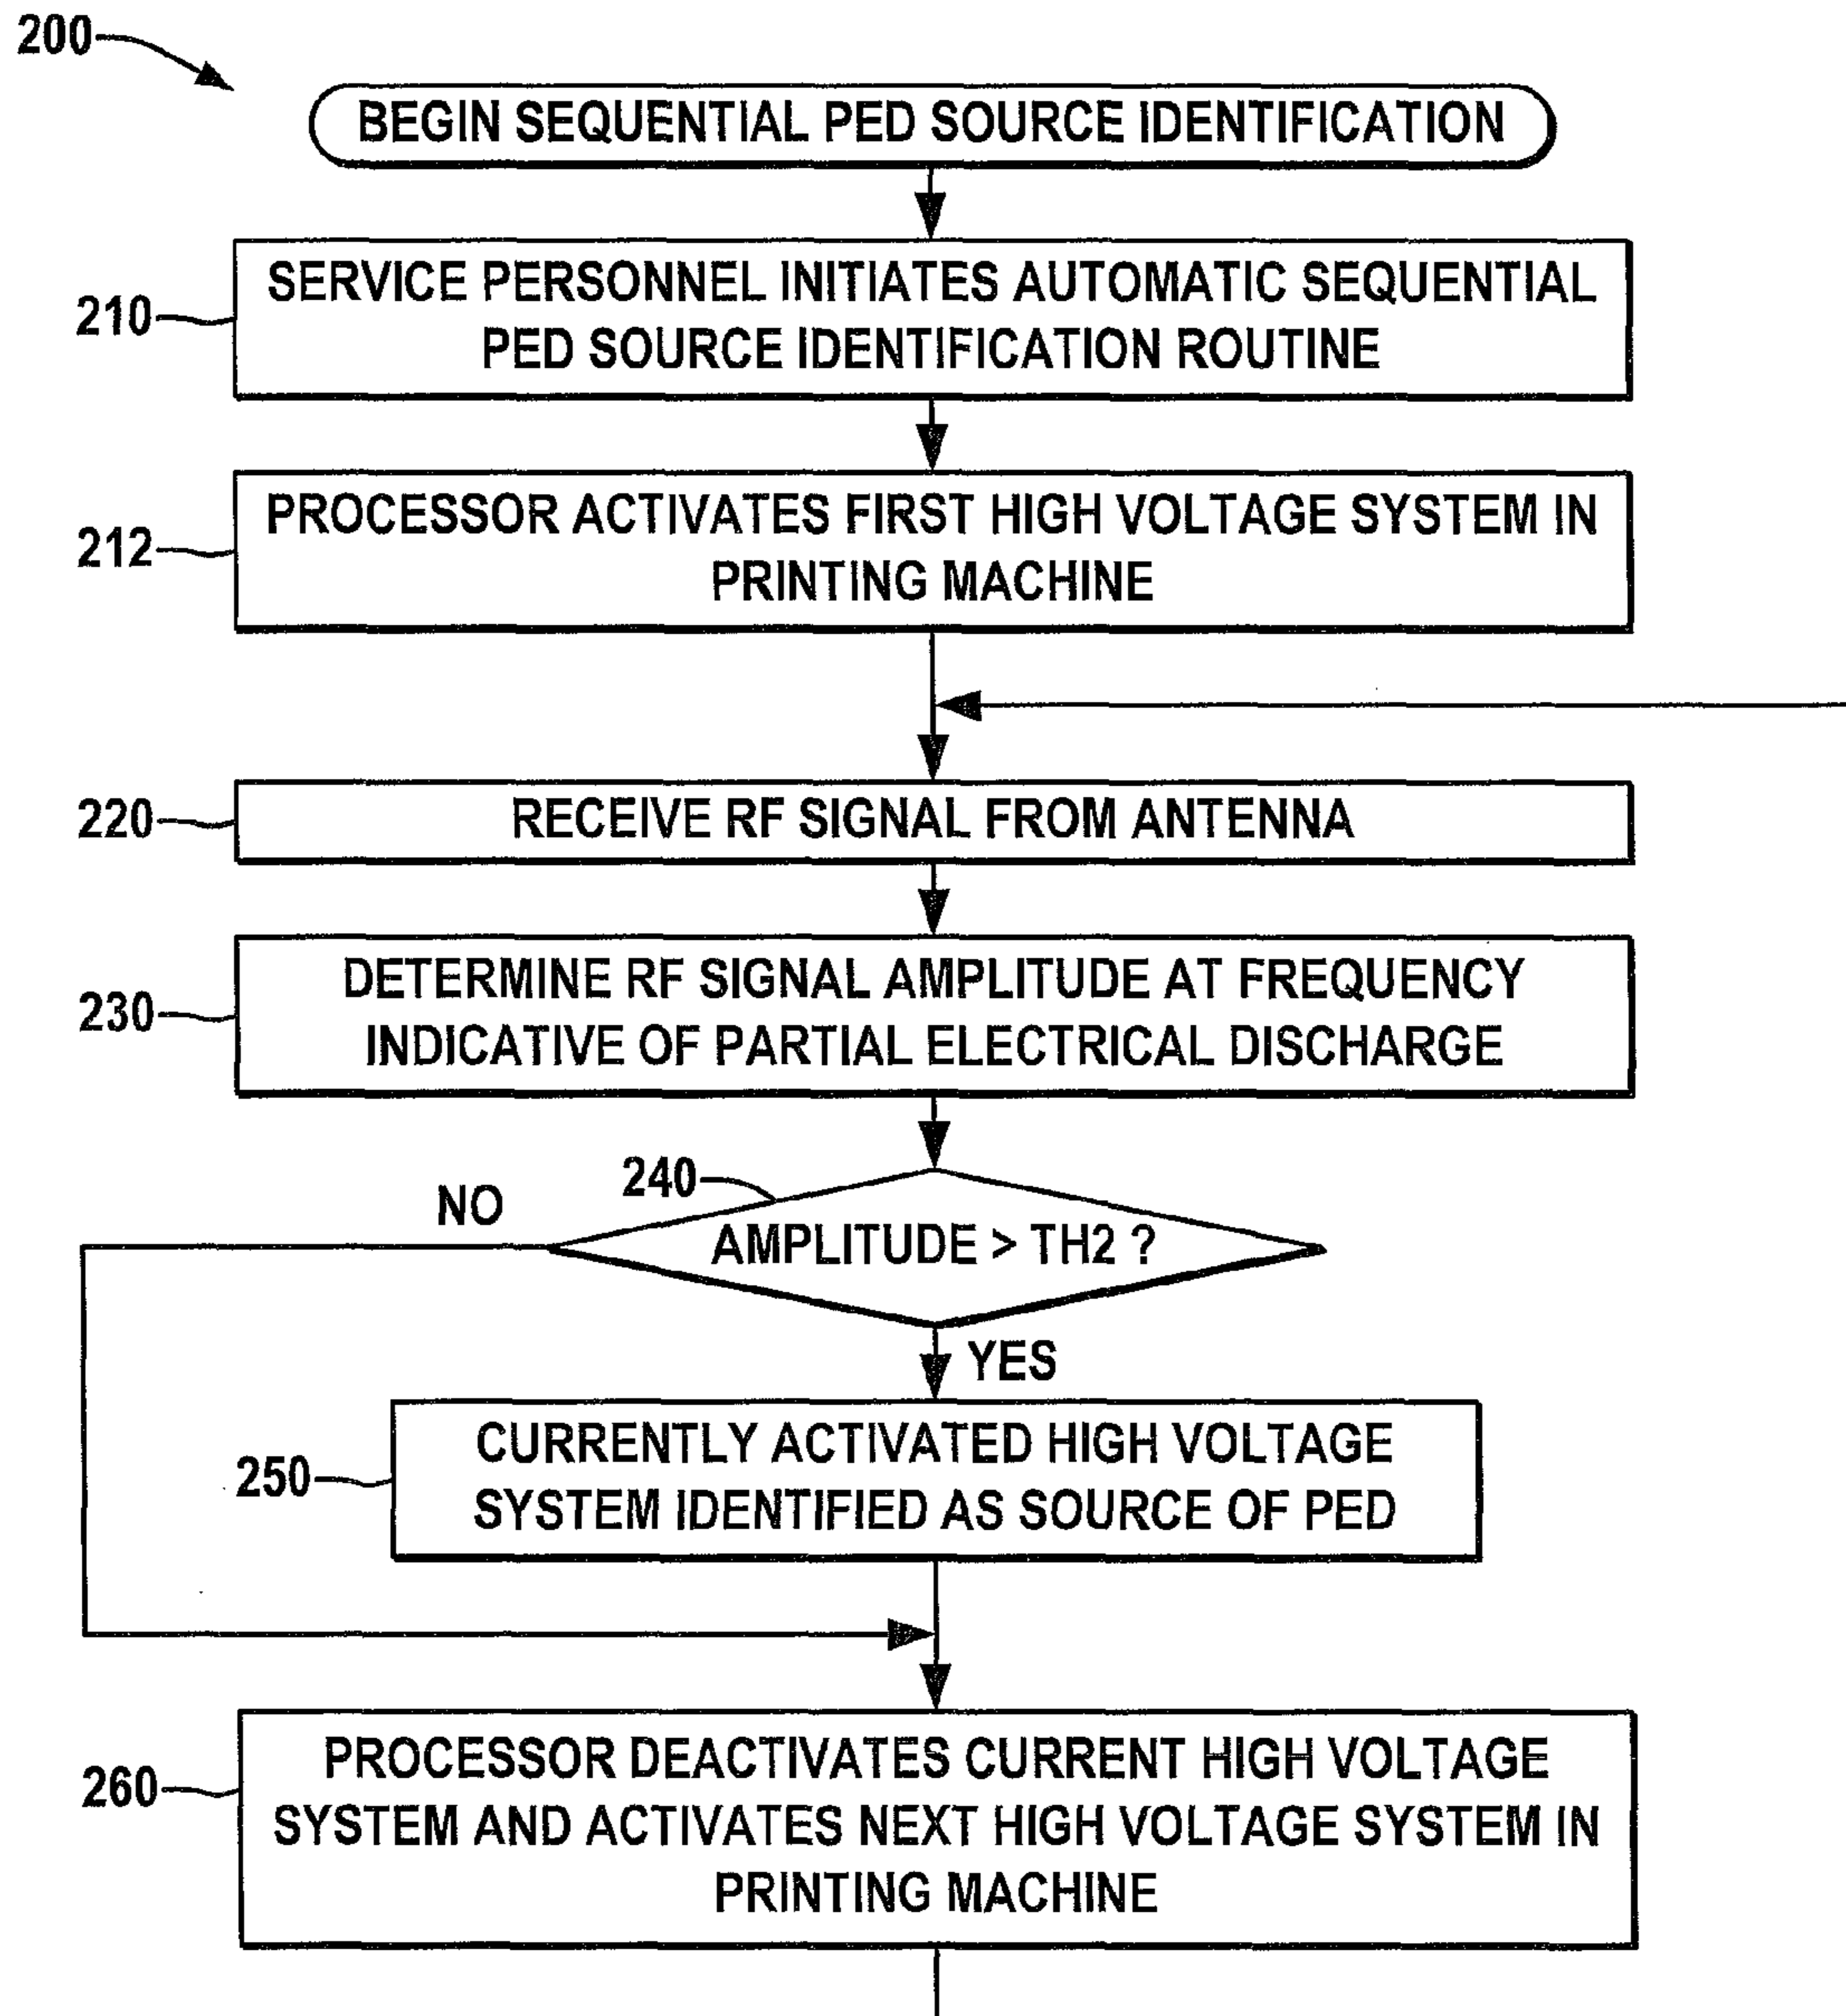 200
BEGIN SEQUENTIAL PED SOURCE IDENTIFICATION
210
SERVICE PERSONNEL INITIATES AUTOMATIC SEQUENTIAL
PED SOURCE IDENTIFICATION ROUTINE
212
PROCESSOR ACTIVATES FIRST HIGH VOLTAGE SYSTEM IN
PRINTING MACHINE
220
RECEIVE RF SIGNAL FROM ANTENNA
230
DETERMINE RF SIGNAL AMPLITUDE AT FREQUENCY
INDICATIVE OF PARTIAL ELECTRICAL DISCHARGE
240
NO
AMPLITUDE > TH2 ?
YES
250
CURRENTLY ACTIVATED HIGH VOLTAGE
SYSTEM IDENTIFIED AS SOURCE OF PED
260
PROCESSOR DEACTIVATES CURRENT HIGH VOLTAGE
SYSTEM AND ACTIVATES NEXT HIGH VOLTAGE SYSTEM IN
PRINTING MACHINE